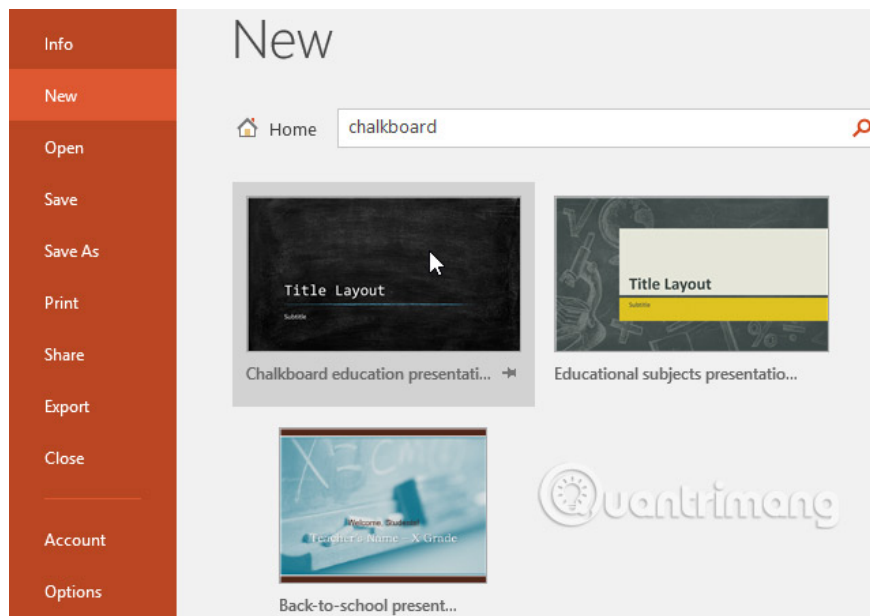 Info
New
Open
Save
Save As
Print
Share
Export
Close
Account
Options
New
Home
chalkboard
Title Layout
Subtitle
Chalkboard education presentati...
Title Layout
Subtitle
Educational subjects presentatio...
Welcome, Students!
Teacher's Name - X Grade
Back-to-school present...
Quantrimang